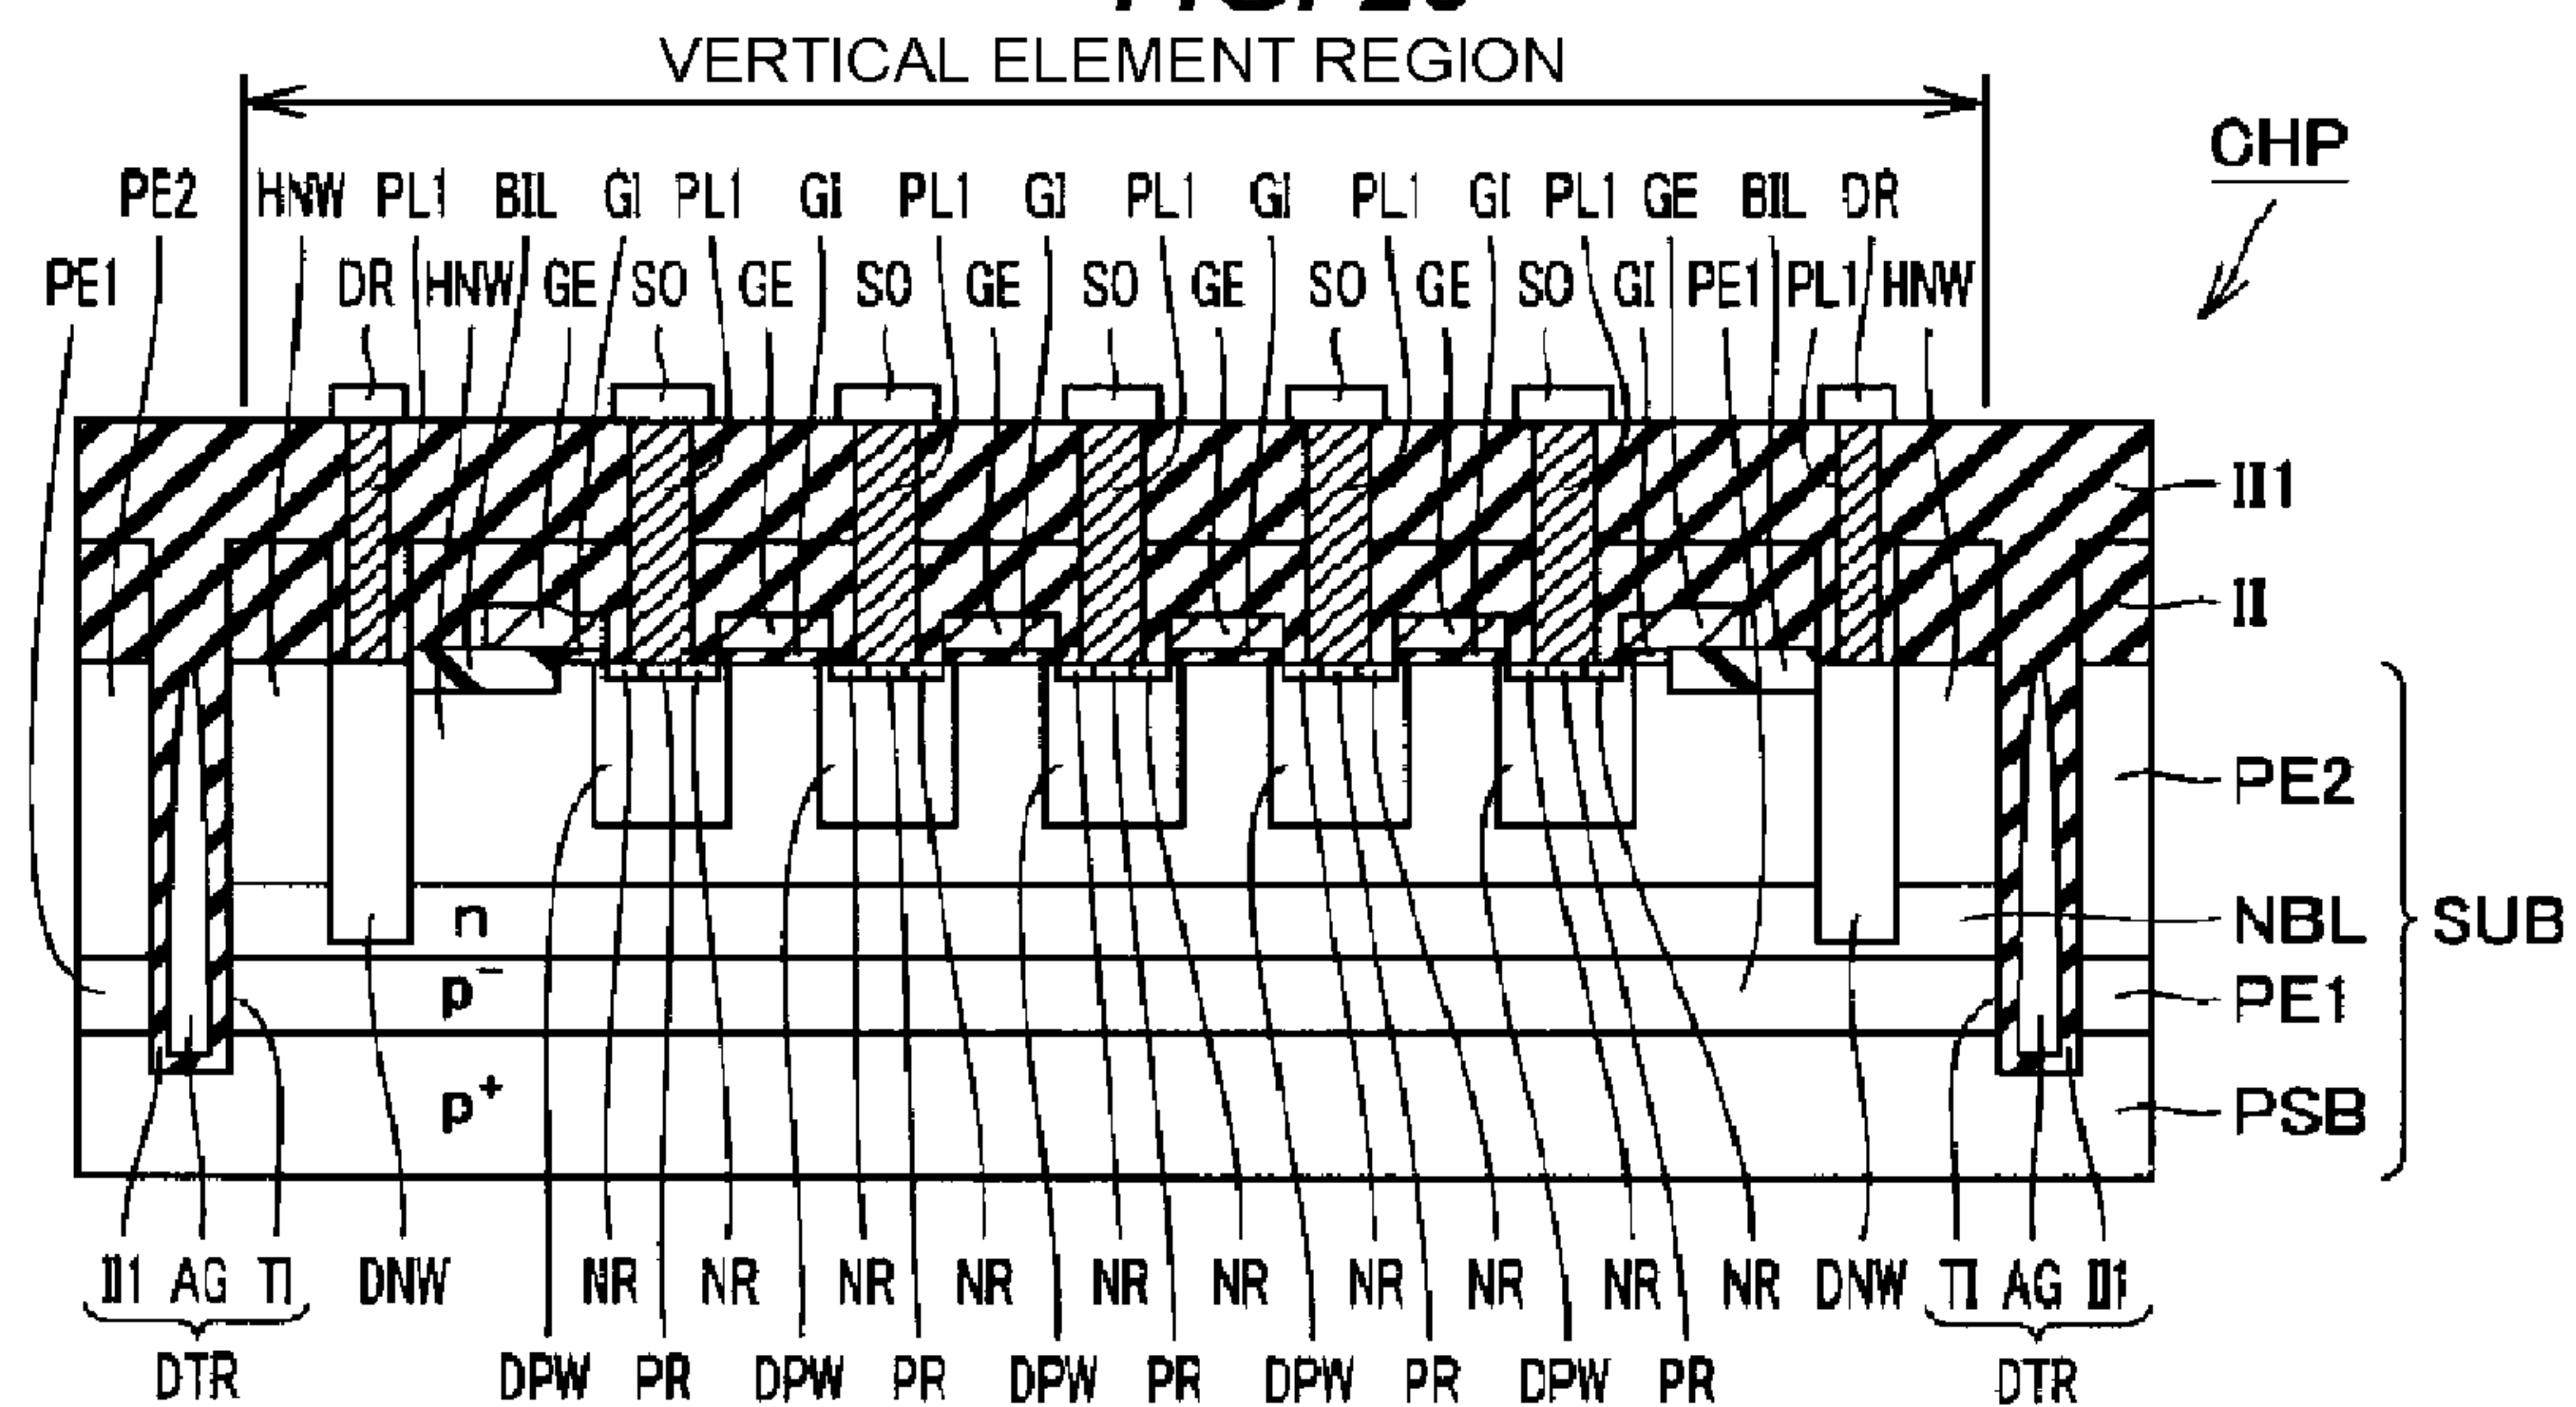 VERTICAL ELEMENT REGION
CHP
PE2 HNW PL1 BIL GI PL1 GI PL1 GI PL1 GI PL1 GI PL1 GE BIL DR
PE1 DR HNW GE SO GE SO GE SO GE SO GE SO GI PE1 PL1 HNW
II1
II
PE2
n NBL SUB
p⁻ PE1
p⁺ PSB
II1 AG TI DNW NR NR NR NR NR NR NR NR NR NR DNW TI AG II1
DTR DPW PR DPW PR DPW PR DPW PR DPW PR DTR